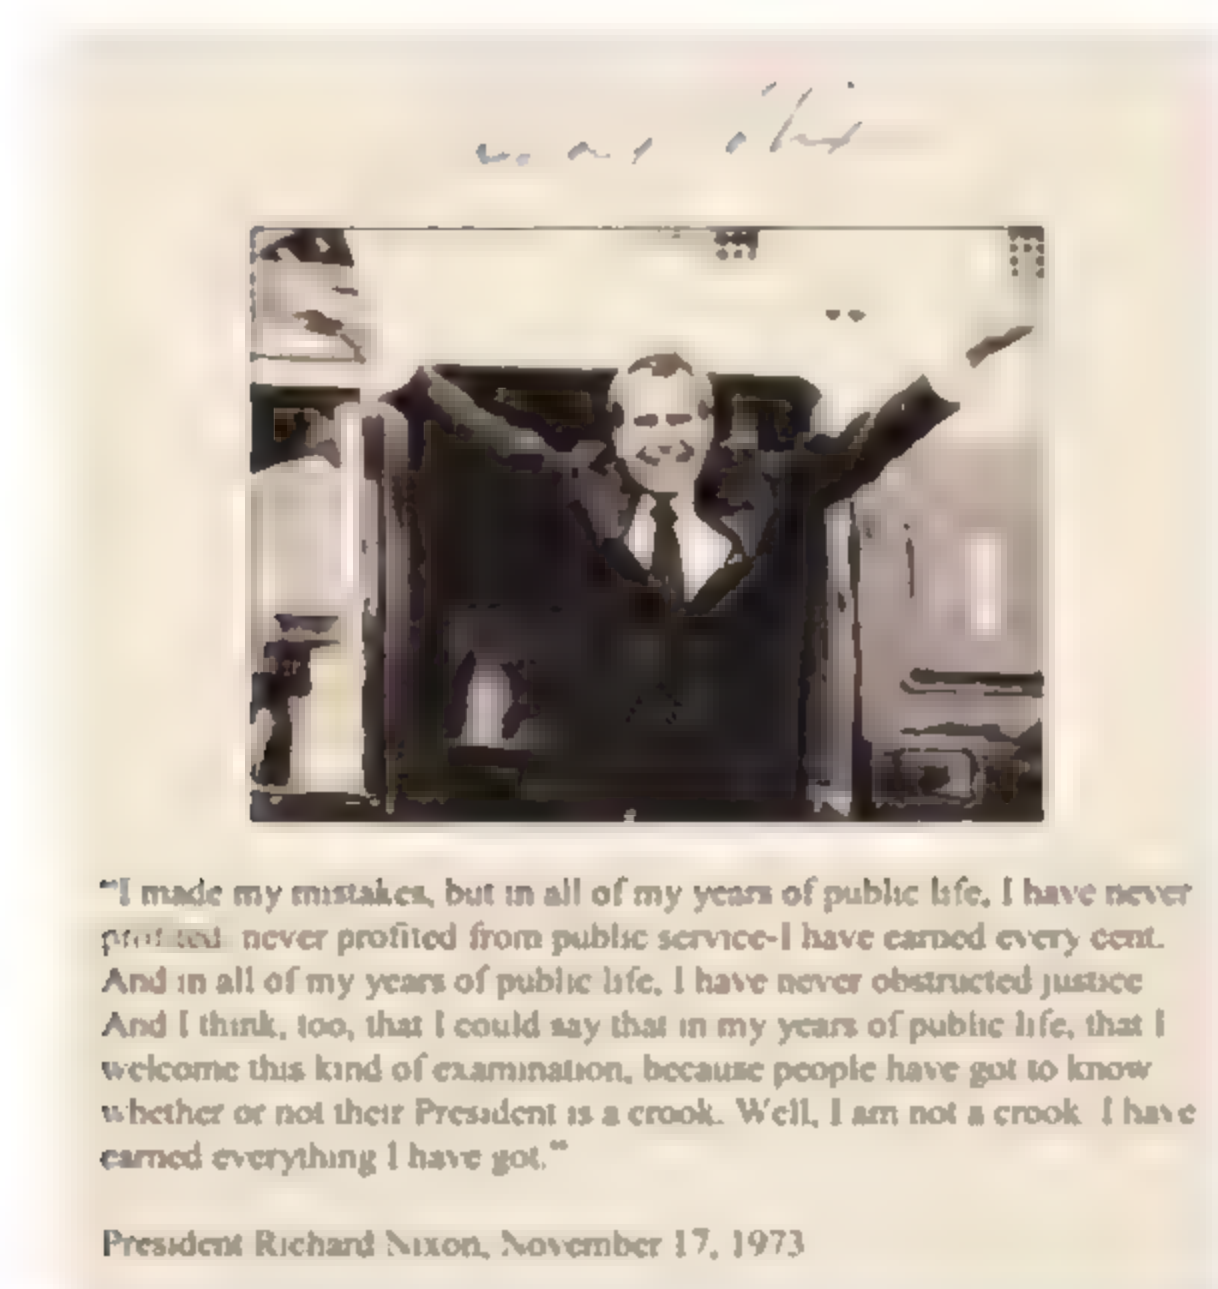 "I made my mistakes, but in all of my years of public life, I have never
profited, never profited from public service-I have earned every cent.
And in all of my years of public life, I have never obstructed justice
And I think, too, that I could say that in my years of public life, that I
welcome this kind of examination, because people have got to know
whether or not their President is a crook. Well, I am not a crook I have
earned everything I have got."
President Richard Nixon, November 17, 1973